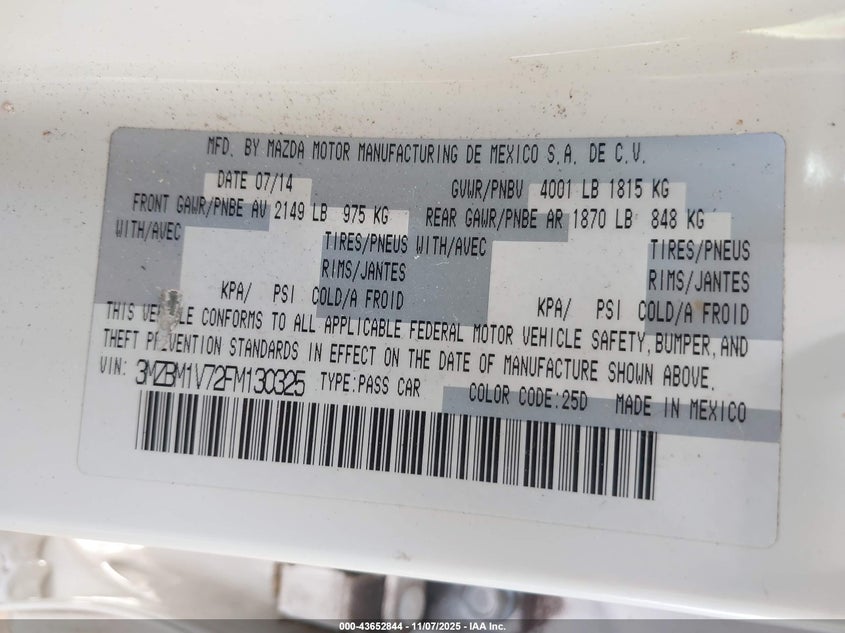 MFD. BY MAZDA MOTOR MANUFACTURING DE MEXICO S.A. DE C.V.
DATE 07/14 GVWR/PNBV 4001 LB 1815 KG
FRONT GAWR/PNBE AV 2149 LB 975 KG REAR GAWR/PNBE AR 1870 LB 848 KG
WITH/AVEC TIRES/PNEUS WITH/AVEC TIRES/PNEUS
RIMS/JANTES RIMS/JANTES
KPA/ PSI COLD/A FROID KPA/ PSI COLD/A FROID
THIS VEHICLE CONFORMS TO ALL APPLICABLE FEDERAL MOTOR VEHICLE SAFETY, BUMPER, AND
THEFT PREVENTION STANDARDS IN EFFECT ON THE DATE OF MANUFACTURE SHOWN ABOVE.
VIN: 3MZBM1V72FM130325 TYPE:PASS CAR COLOR CODE:25D MADE IN MEXICO
000-43652844 - 11/07/2025 - IAA Inc.